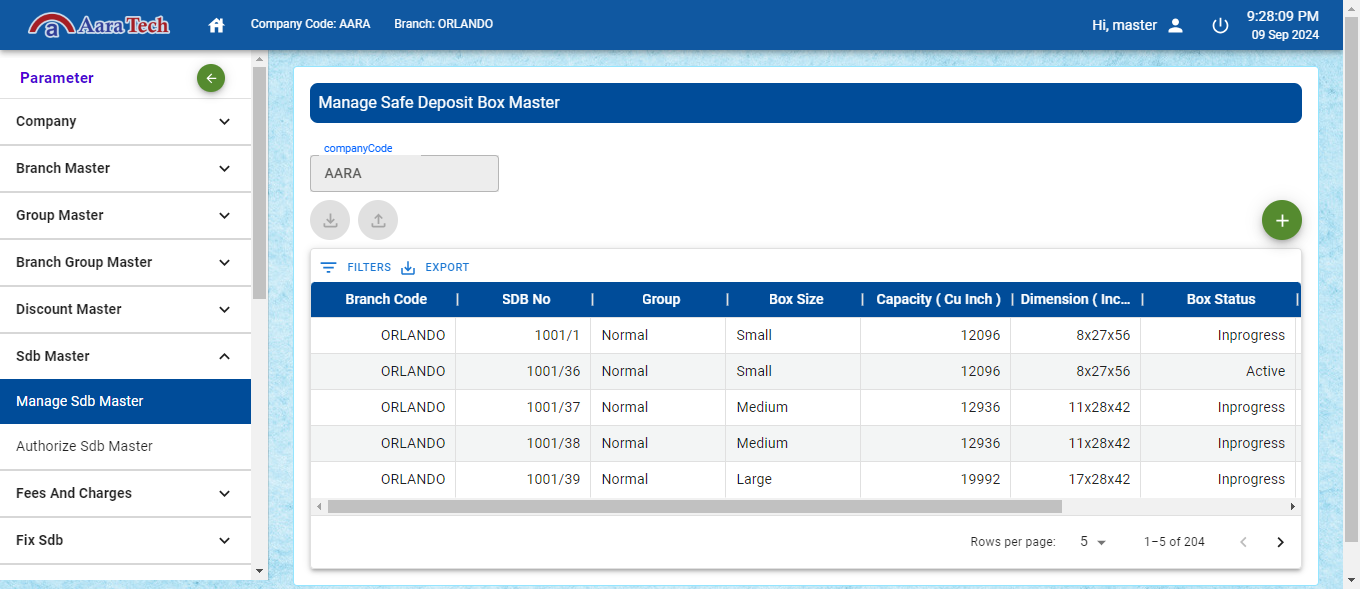 Aara Tech
Company Code: AARA
Branch: ORLANDO
Hi, master
9:28:09 PM
09 Sep 2024
Parameter
Company
Branch Master
Group Master
Branch Group Master
Discount Master
Sdb Master
Manage Sdb Master
Authorize Sdb Master
Fees And Charges
Fix Sdb
Manage Safe Deposit Box Master
companyCode
AARA
FILTERS EXPORT
Branch Code SDB No Group Box Size Capacity ( Cu Inch ) Dimension ( Inc... Box Status
ORLANDO 1001/1 Normal Small 12096 8x27x56 Inprogress
ORLANDO 1001/36 Normal Small 12096 8x27x56 Active
ORLANDO 1001/37 Normal Medium 12936 11x28x42 Inprogress
ORLANDO 1001/38 Normal Medium 12936 11x28x42 Inprogress
ORLANDO 1001/39 Normal Large 19992 17x28x42 Inprogress
Rows per page: 5 1–5 of 204